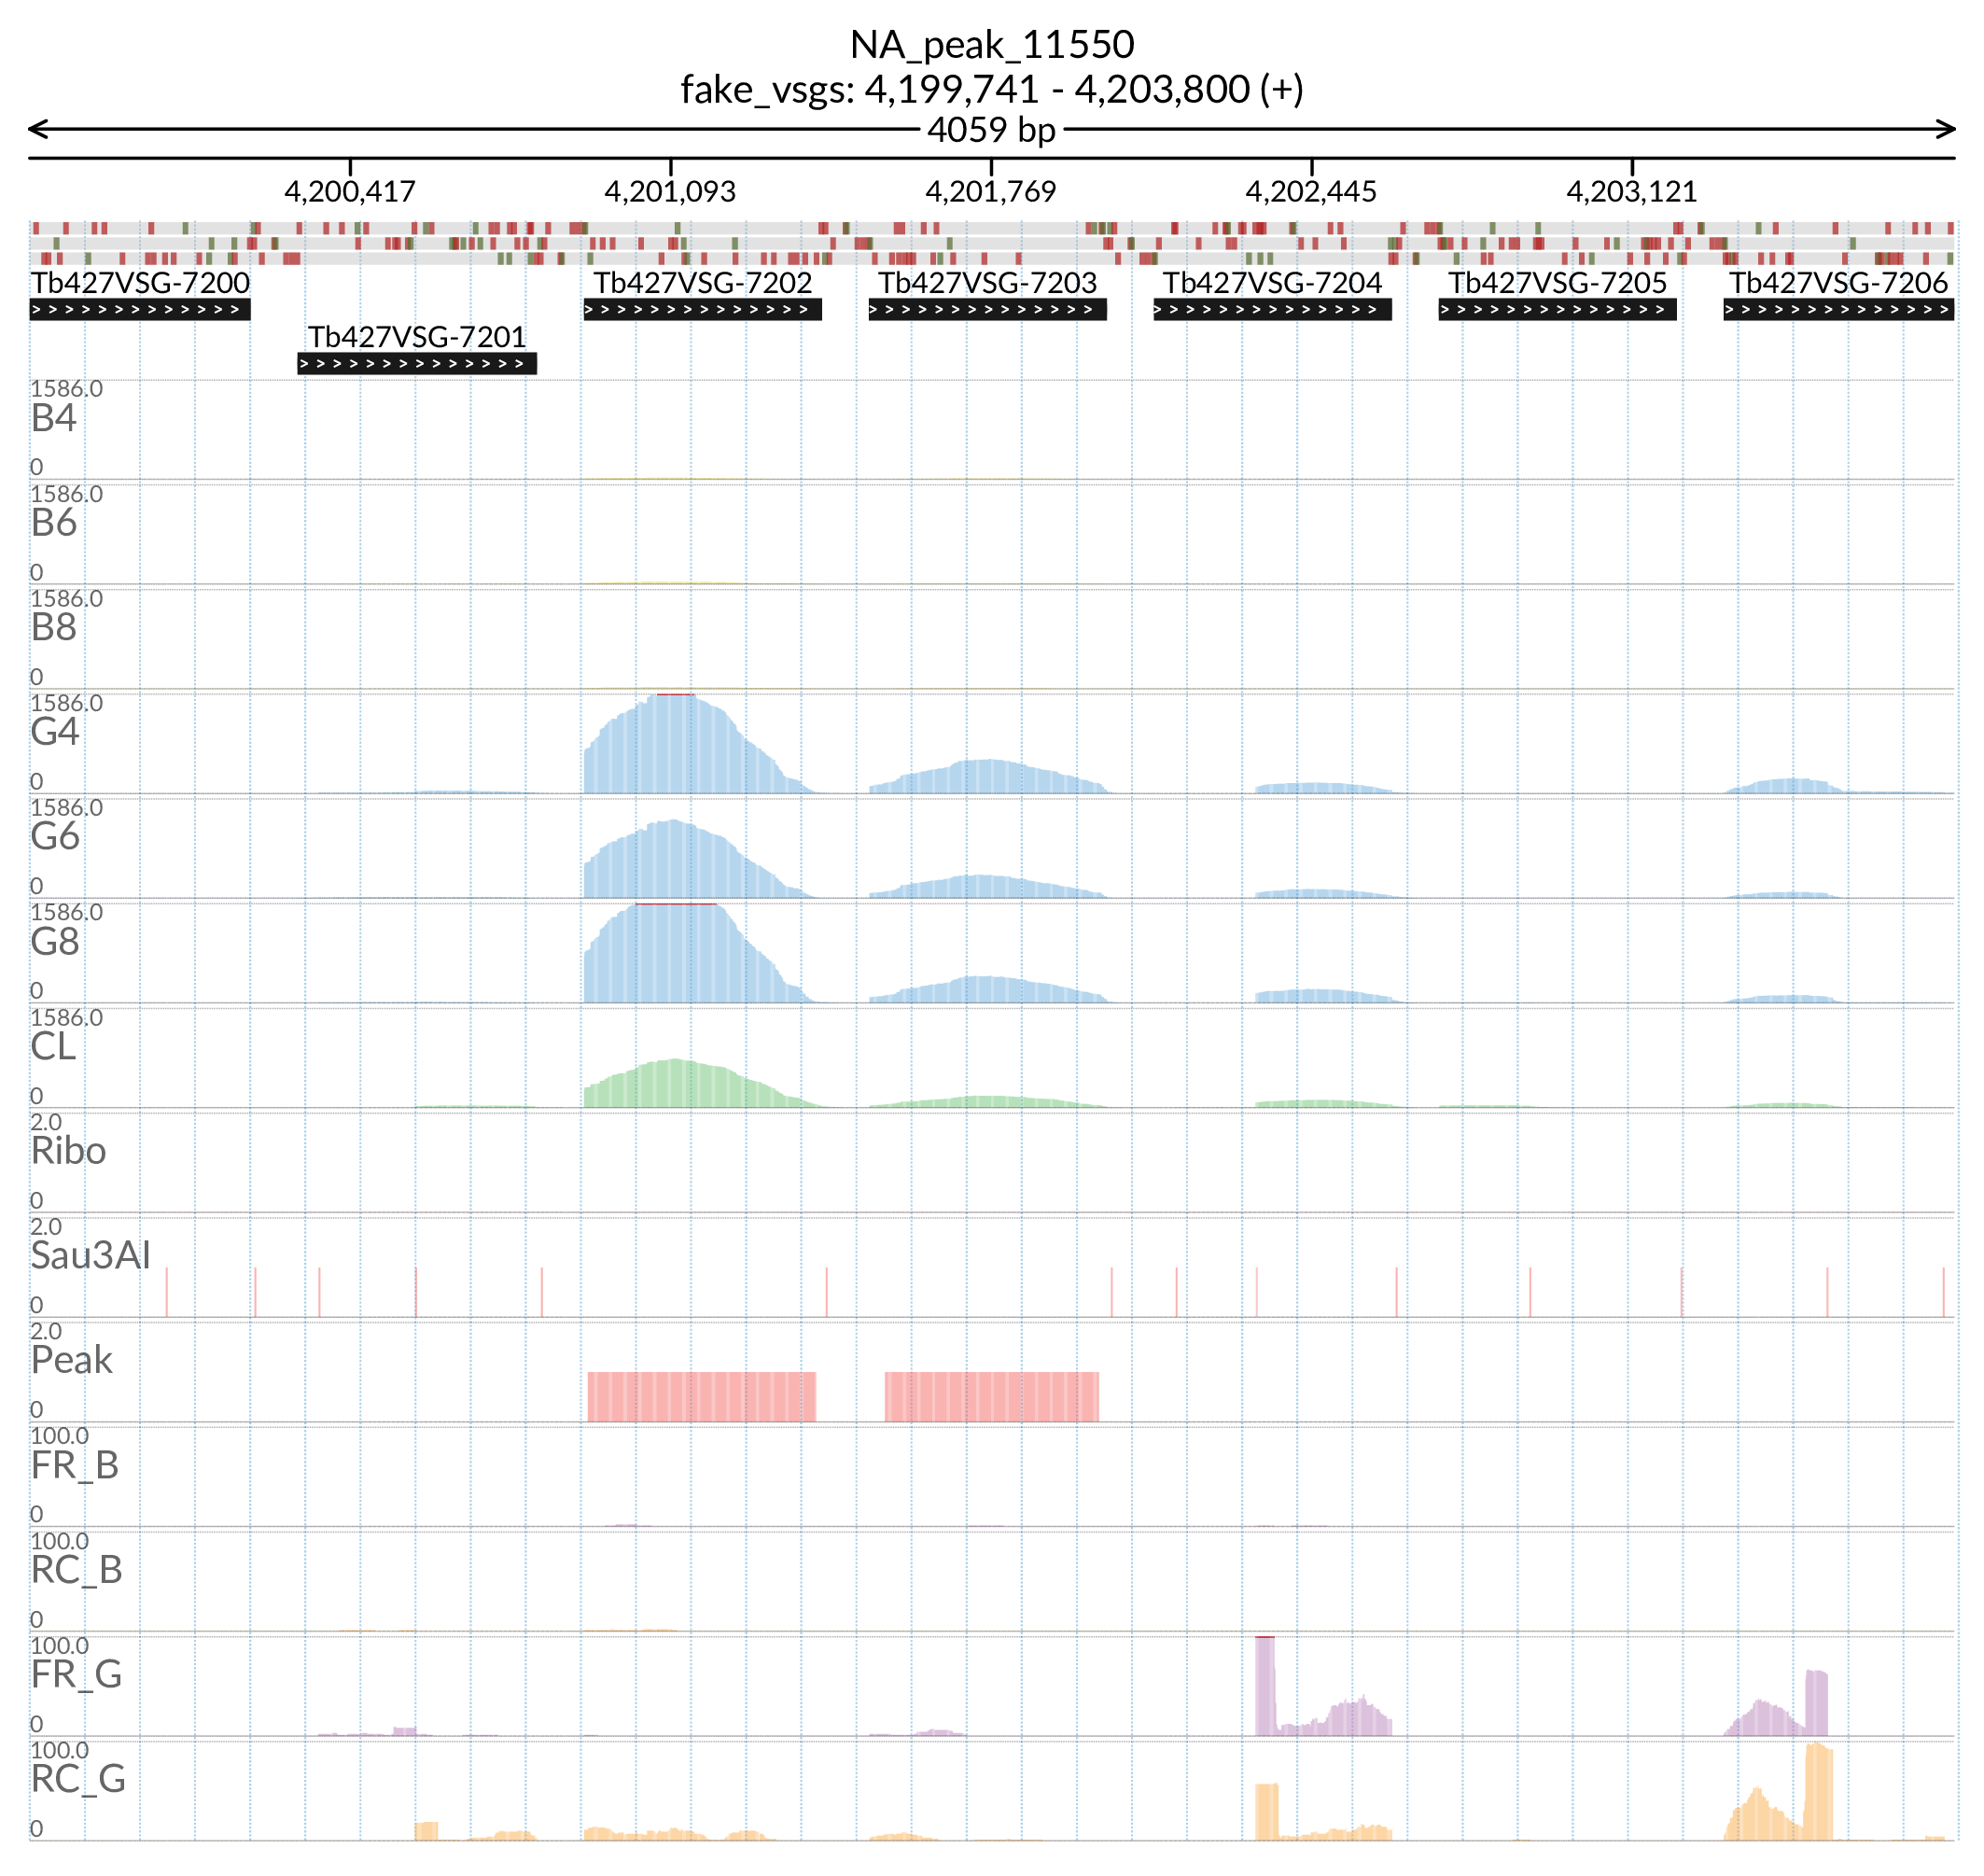 NA_peak_11550
fake_vsgs: 4,199,741 - 4,203,800 (+)
4059 bp
4,200,417 4,201,093 4,201,769 4,202,445 4,203,121
Tb427VSG-7200 Tb427VSG-7202 Tb427VSG-7203 Tb427VSG-7204 Tb427VSG-7205 Tb427VSG-7206
Tb427VSG-7201
1586.0
B4
0
1586.0
B6
0
1586.0
B8
0
1586.0
G4
0
1586.0
G6
0
1586.0
G8
0
1586.0
CL
0
2.0
Ribo
0
2.0
Sau3AI
0
2.0
Peak
0
100.0
FR_B
0
100.0
RC_B
0
100.0
FR_G
0
100.0
RC_G
0